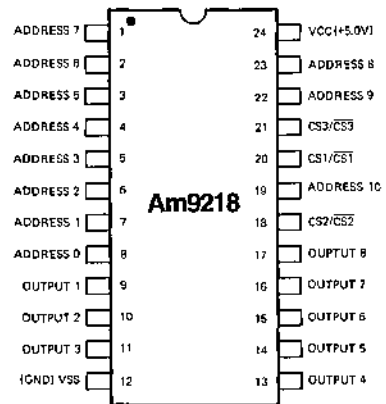 ADDRESS 7 1 24 VCC(+5.0V)
ADDRESS 6 2 23 ADDRESS 8
ADDRESS 5 3 22 ADDRESS 9
ADDRESS 4 4 21 CS3/C̅S̅3̅
ADDRESS 3 5 20 CS1/C̅S̅1̅
ADDRESS 2 6 19 ADDRESS 10
Am9218
ADDRESS 1 7 18 CS2/C̅S̅2̅
ADDRESS 0 8 17 OUPTUT 8
OUTPUT 1 9 16 OUTPUT 7
OUTPUT 2 10 15 OUTPUT 6
OUTPUT 3 11 14 OUTPUT 5
(GND) VSS 12 13 OUTPUT 4